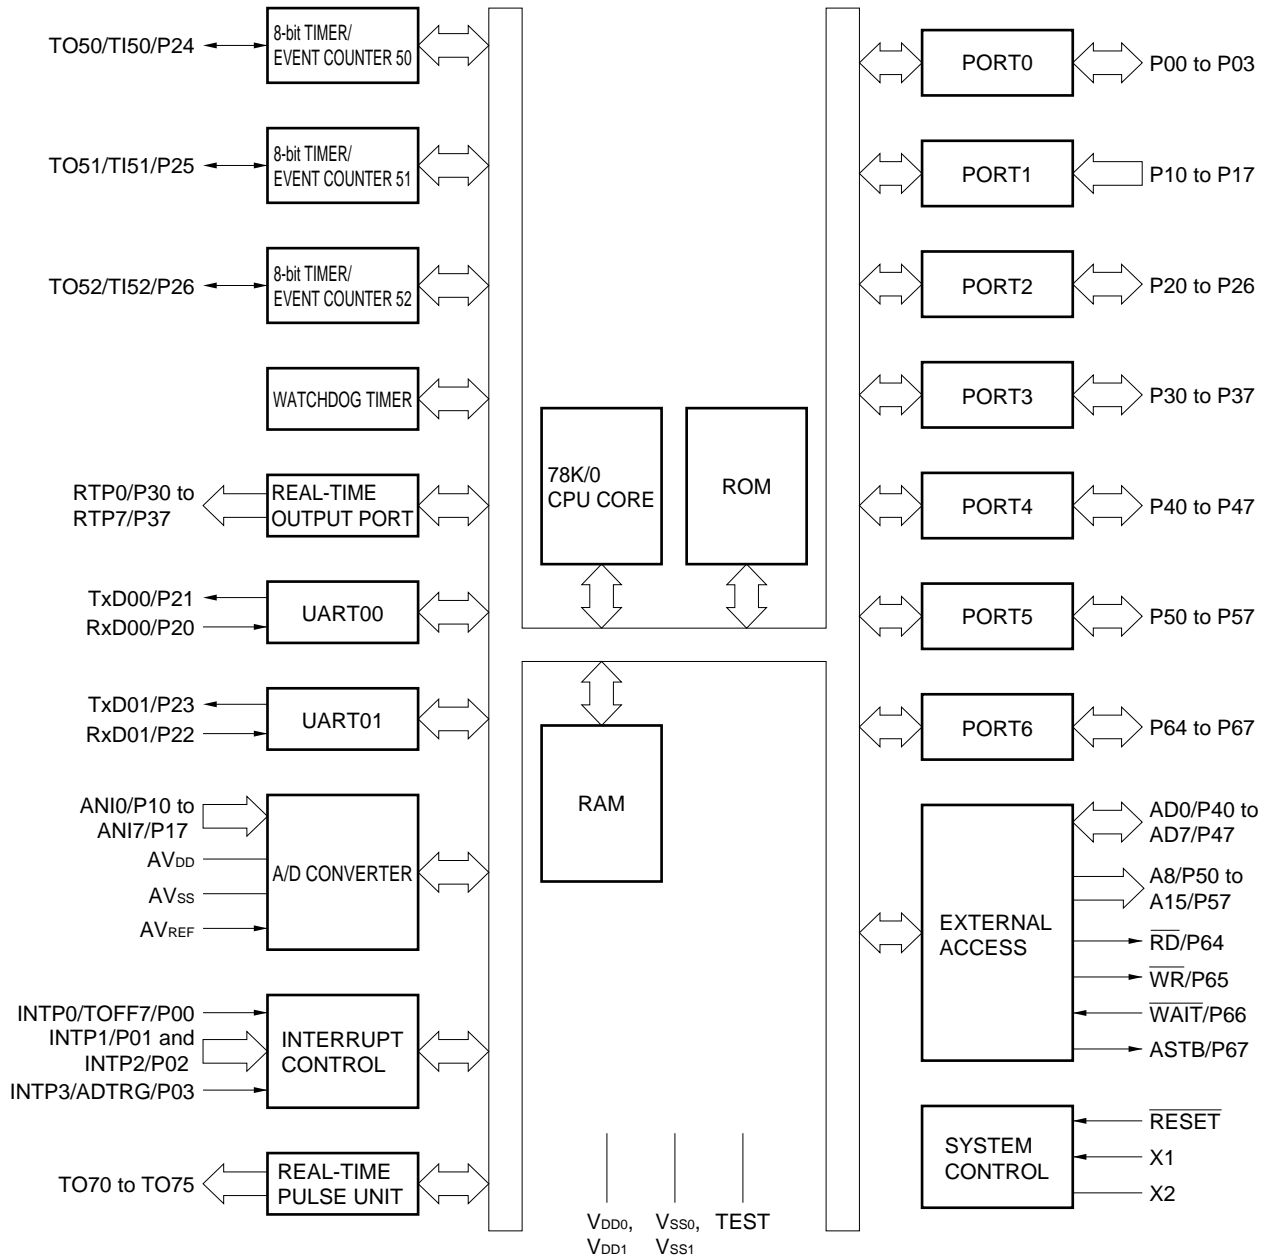 TO50/TI50/P24
8-bit TIMER/
EVENT COUNTER 50
TO51/TI51/P25
8-bit TIMER/
EVENT COUNTER 51
TO52/TI52/P26
8-bit TIMER/
EVENT COUNTER 52
WATCHDOG TIMER
RTP0/P30 to
RTP7/P37
REAL-TIME
OUTPUT PORT
TxD00/P21
RxD00/P20
UART00
TxD01/P23
RxD01/P22
UART01
ANI0/P10 to
ANI7/P17
AVDD
AVSS
AVREF
A/D CONVERTER
INTP0/TOFF7/P00
INTP1/P01 and
INTP2/P02
INTP3/ADTRG/P03
INTERRUPT
CONTROL
TO70 to TO75
REAL-TIME
PULSE UNIT
78K/0
CPU CORE
ROM
RAM
VDD0,
VDD1
VSS0,
VSS1
TEST
PORT0
P00 to P03
PORT1
P10 to P17
PORT2
P20 to P26
PORT3
P30 to P37
PORT4
P40 to P47
PORT5
P50 to P57
PORT6
P64 to P67
EXTERNAL
ACCESS
AD0/P40 to
AD7/P47
A8/P50 to
A15/P57
R̅D̅/P64
W̅R̅/P65
W̅A̅I̅T̅/P66
ASTB/P67
SYSTEM
CONTROL
R̅E̅S̅E̅T̅
X1
X2